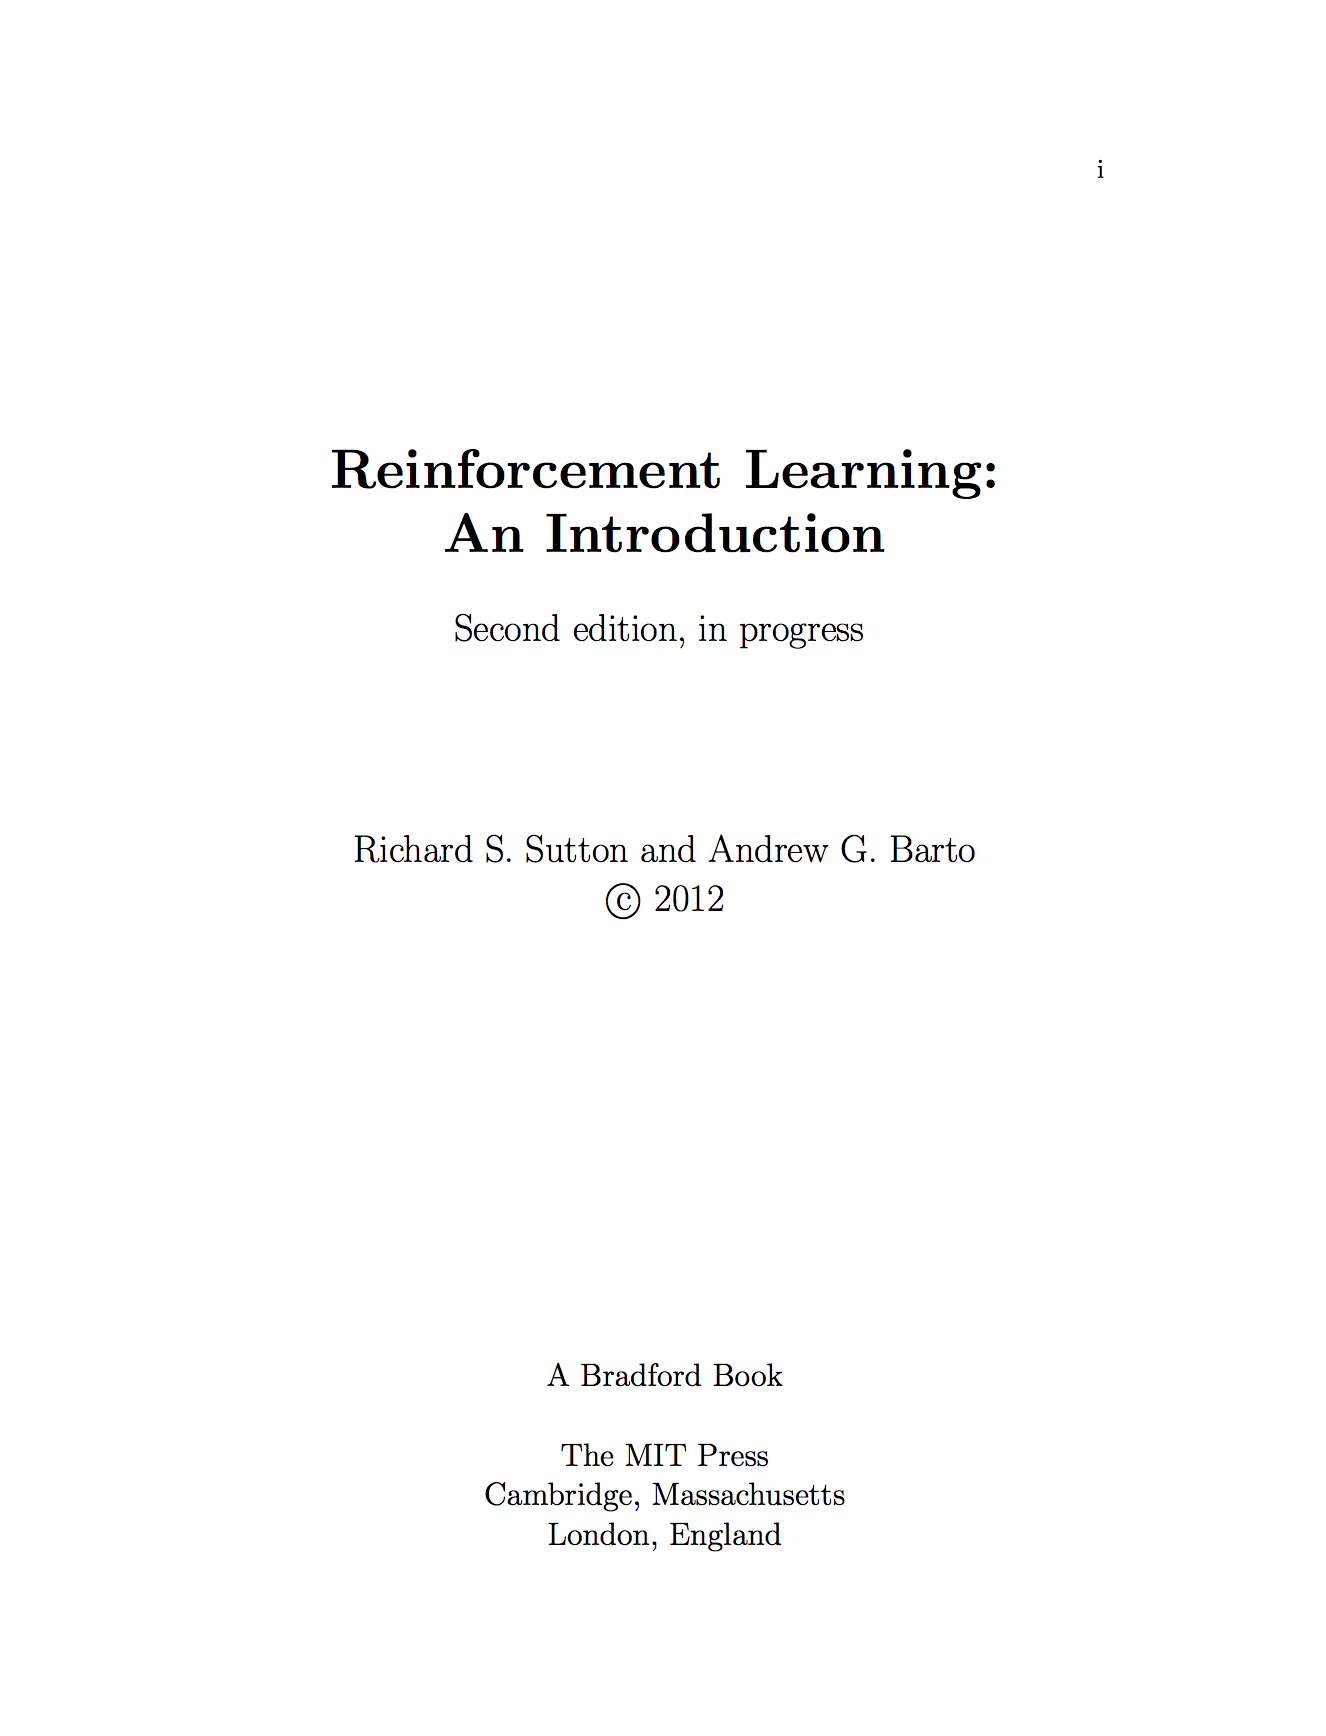 i
Reinforcement Learning:
An Introduction
Second edition, in progress
Richard S. Sutton and Andrew G. Barto
© 2012
A Bradford Book
The MIT Press
Cambridge, Massachusetts
London, England